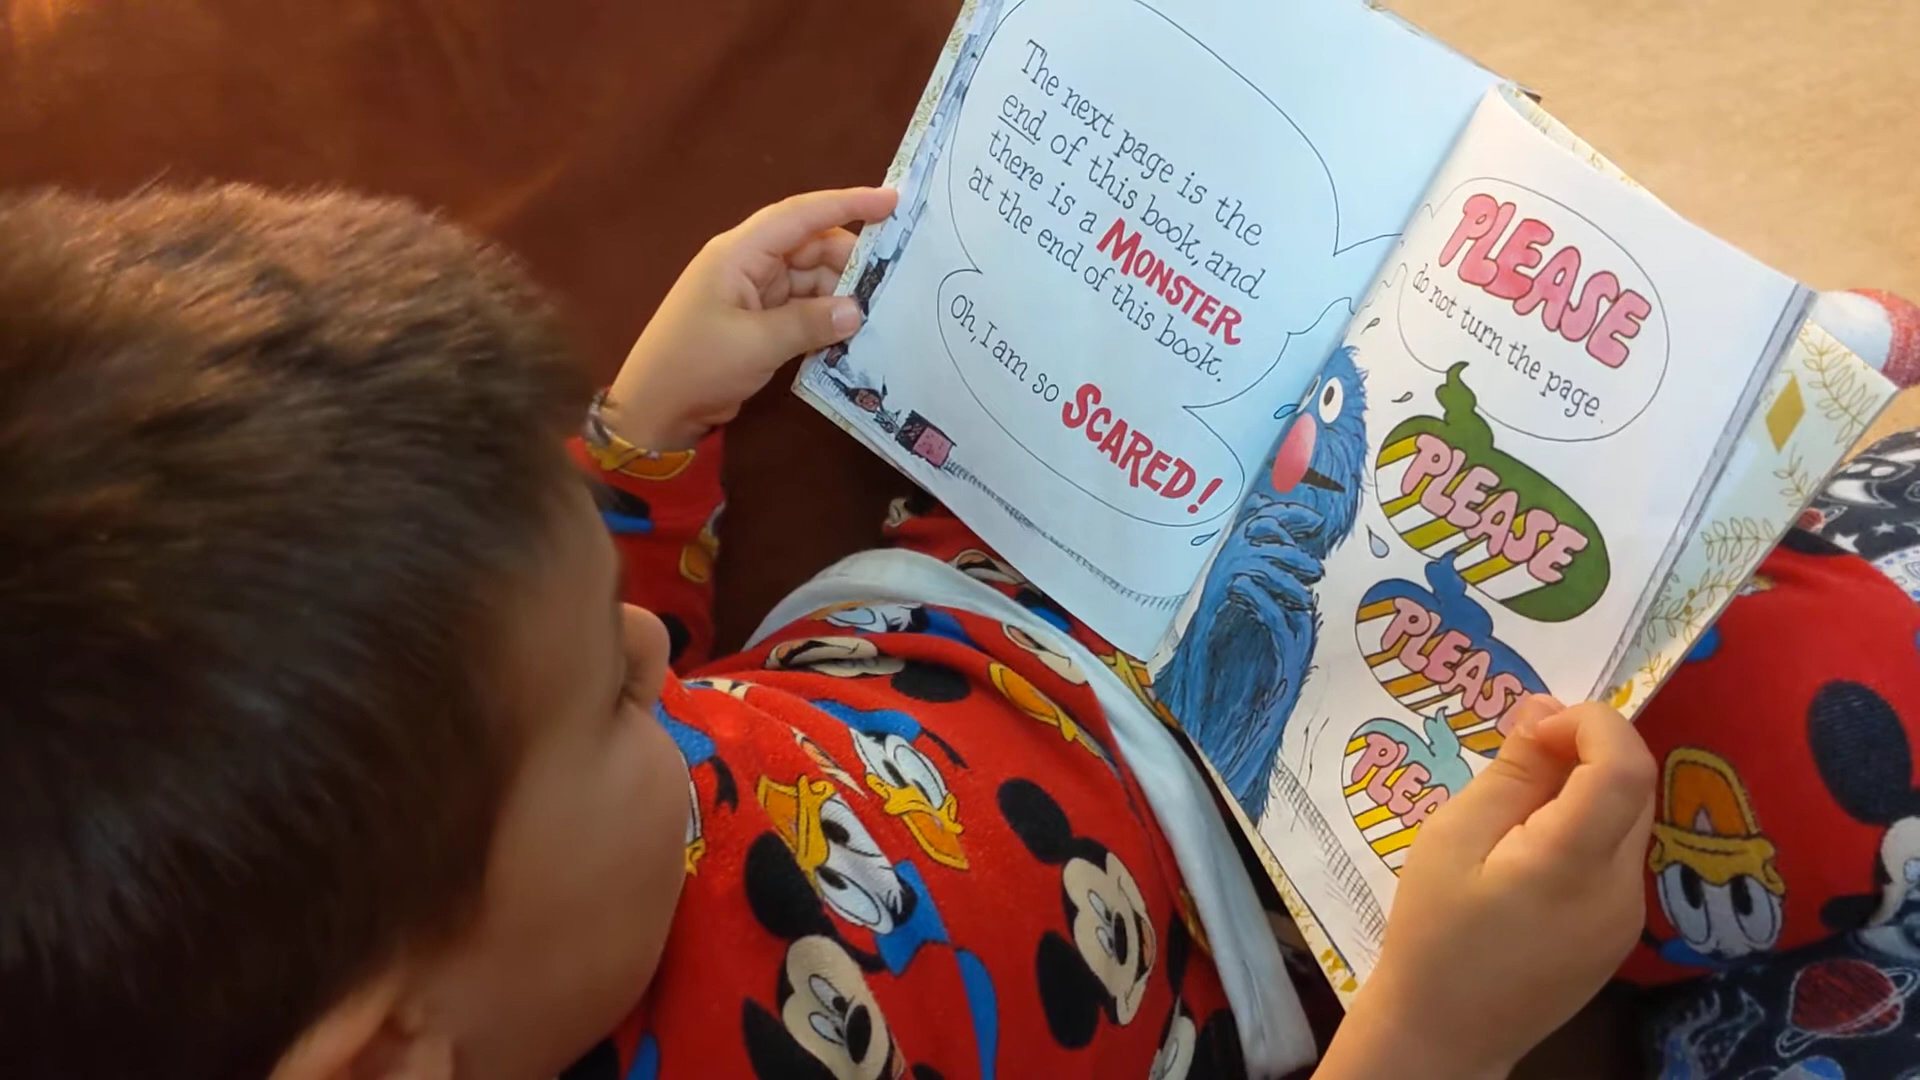 The next page is the
end of this book, and
there is a MONSTER
at the end of this book.
Oh, I am so SCARED!
PLEASE
do not turn the page.
PLEASE
PLEASE
PLEA